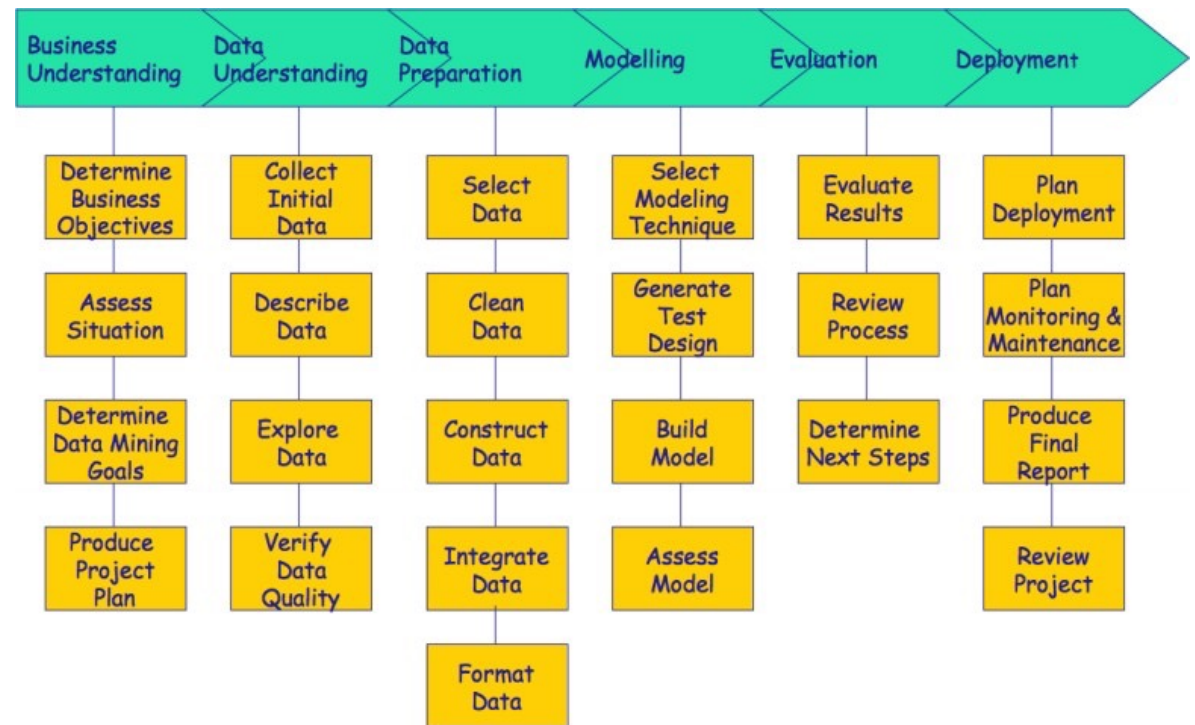 Business
Understanding
Data
Understanding
Data
Preparation
Modelling
Evaluation
Deployment
Determine
Business
Objectives
Assess
Situation
Determine
Data Mining
Goals
Produce
Project
Plan
Collect
Initial
Data
Describe
Data
Explore
Data
Verify
Data
Quality
Select
Data
Clean
Data
Construct
Data
Integrate
Data
Format
Data
Select
Modeling
Technique
Generate
Test
Design
Build
Model
Assess
Model
Evaluate
Results
Review
Process
Determine
Next Steps
Plan
Deployment
Plan
Monitoring &
Maintenance
Produce
Final
Report
Review
Project